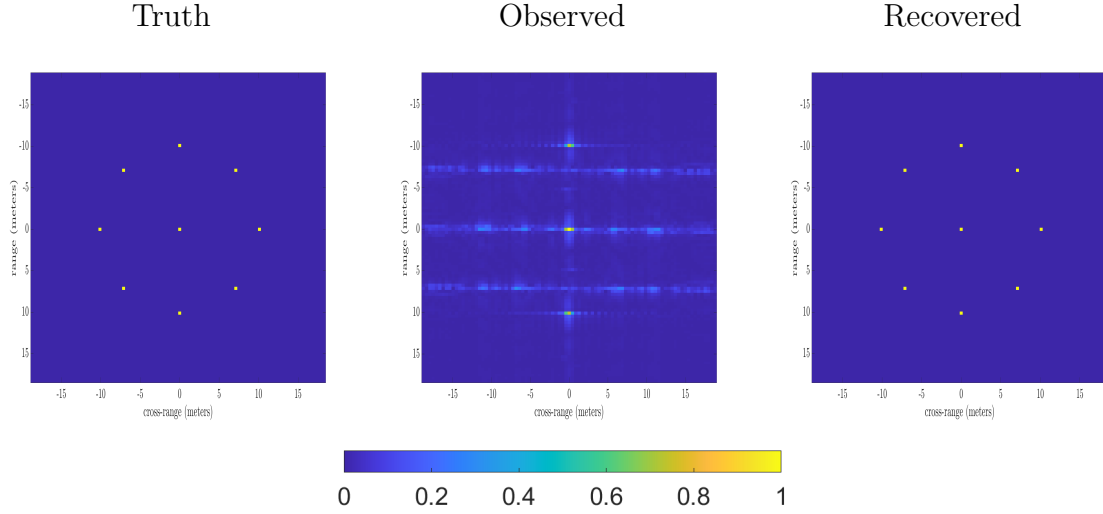 Truth Observed Recovered
range (meters) range (meters) range (meters)
-15 -15 -15
-10 -10 -10
-5 -5 -5
0 0 0
5 5 5
10 10 10
15 15 15
-15 -10 -5 0 5 10 15 -15 -10 -5 0 5 10 15 -15 -10 -5 0 5 10 15
cross-range (meters) cross-range (meters) cross-range (meters)
0 0.2 0.4 0.6 0.8 1